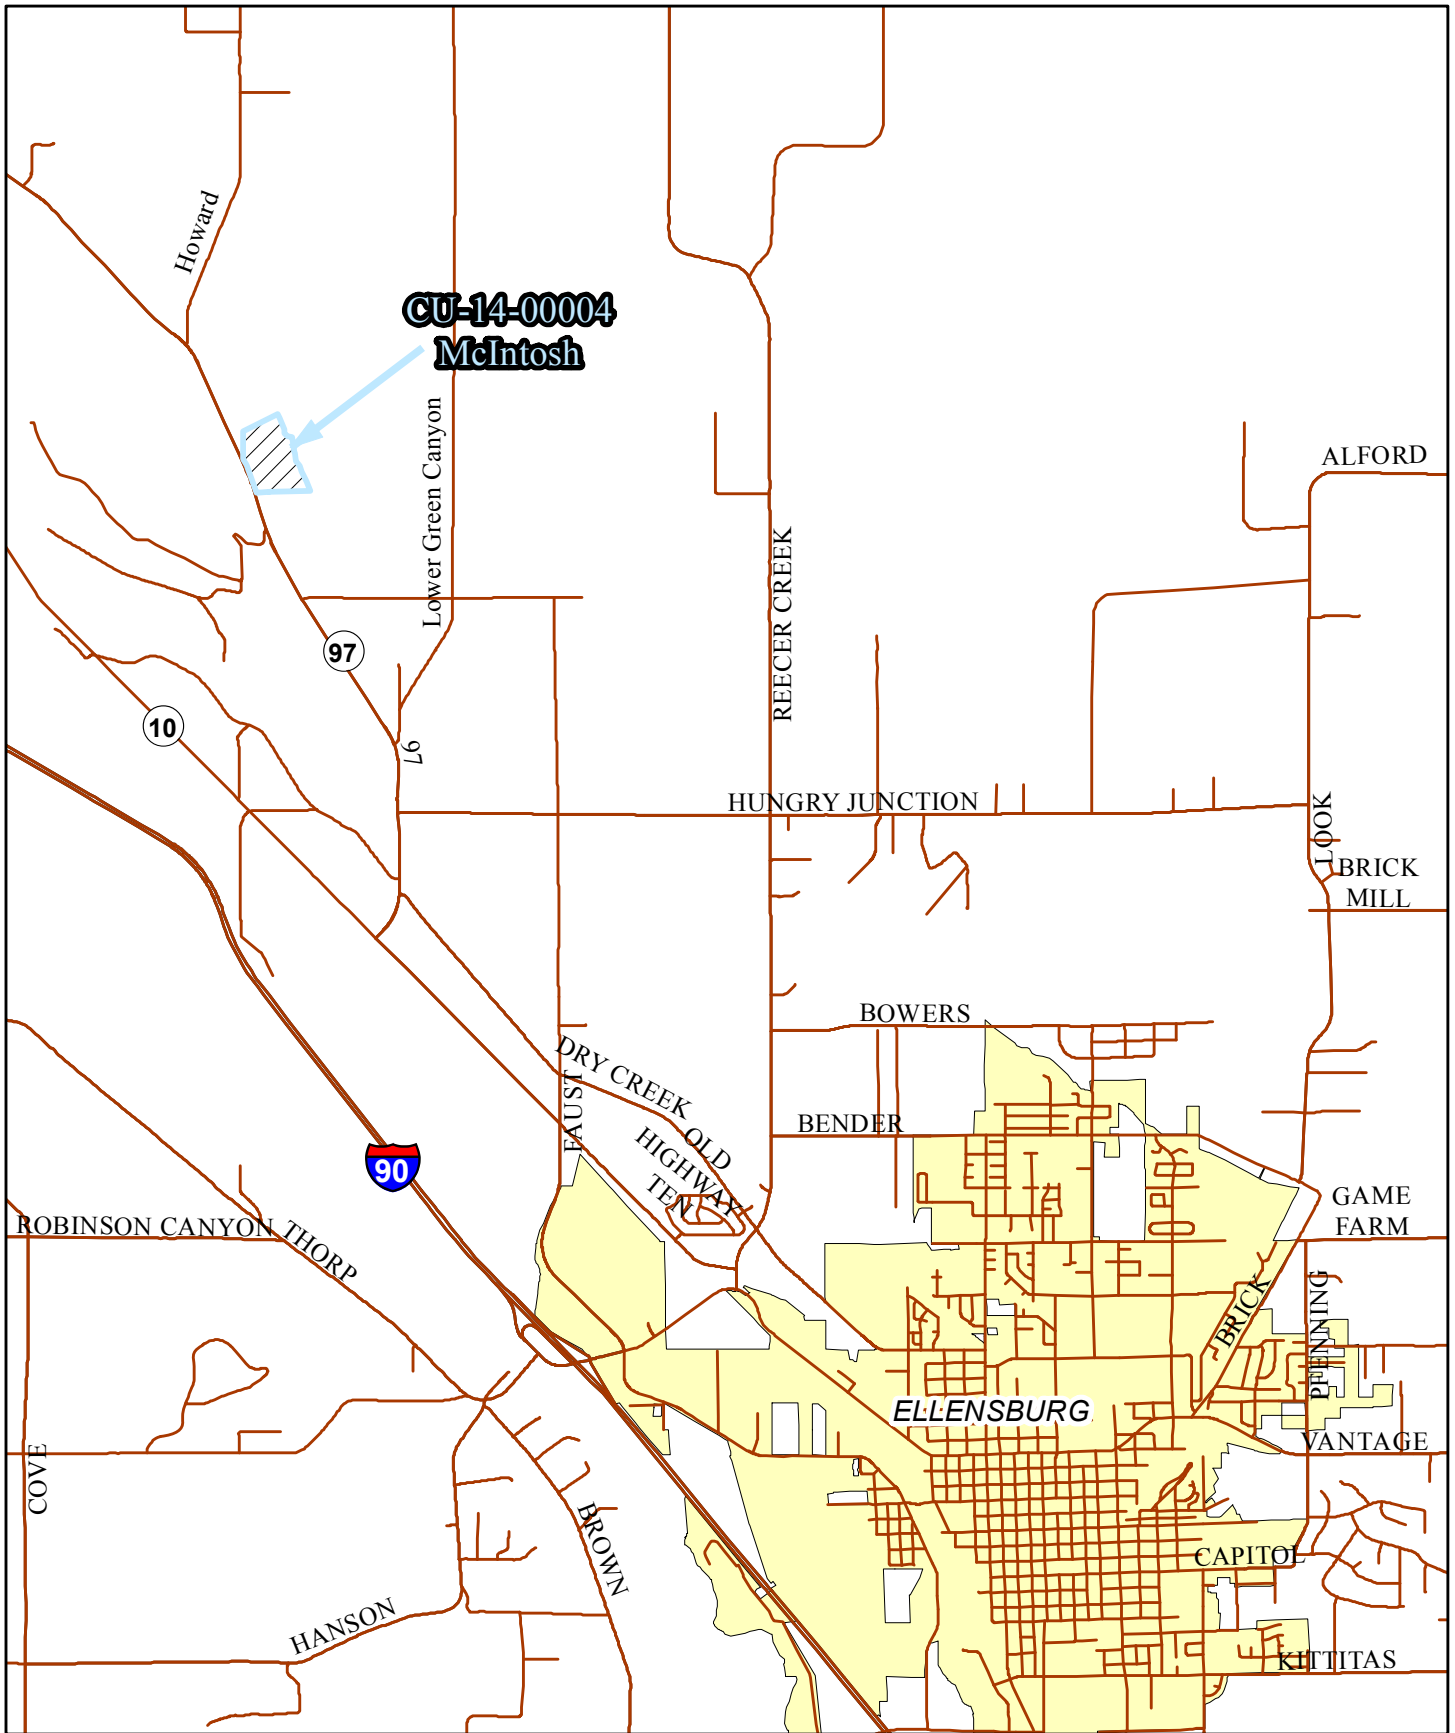 Howard
CU-14-00004
McIntosh
Lower Green Canyon
ALFORD
REECER CREEK
97
10
97
HUNGRY JUNCTION
LOOK
BRICK
MILL
BOWERS
DRY CREEK
FAUST
BENDER
OLD
HIGHWAY
TEN
90
GAME
FARM
ROBINSON CANYON
THORP
PFENNING
BRICK
ELLENSBURG
VANTAGE
COVE
BROWN
CAPITOL
HANSON
KITTITAS